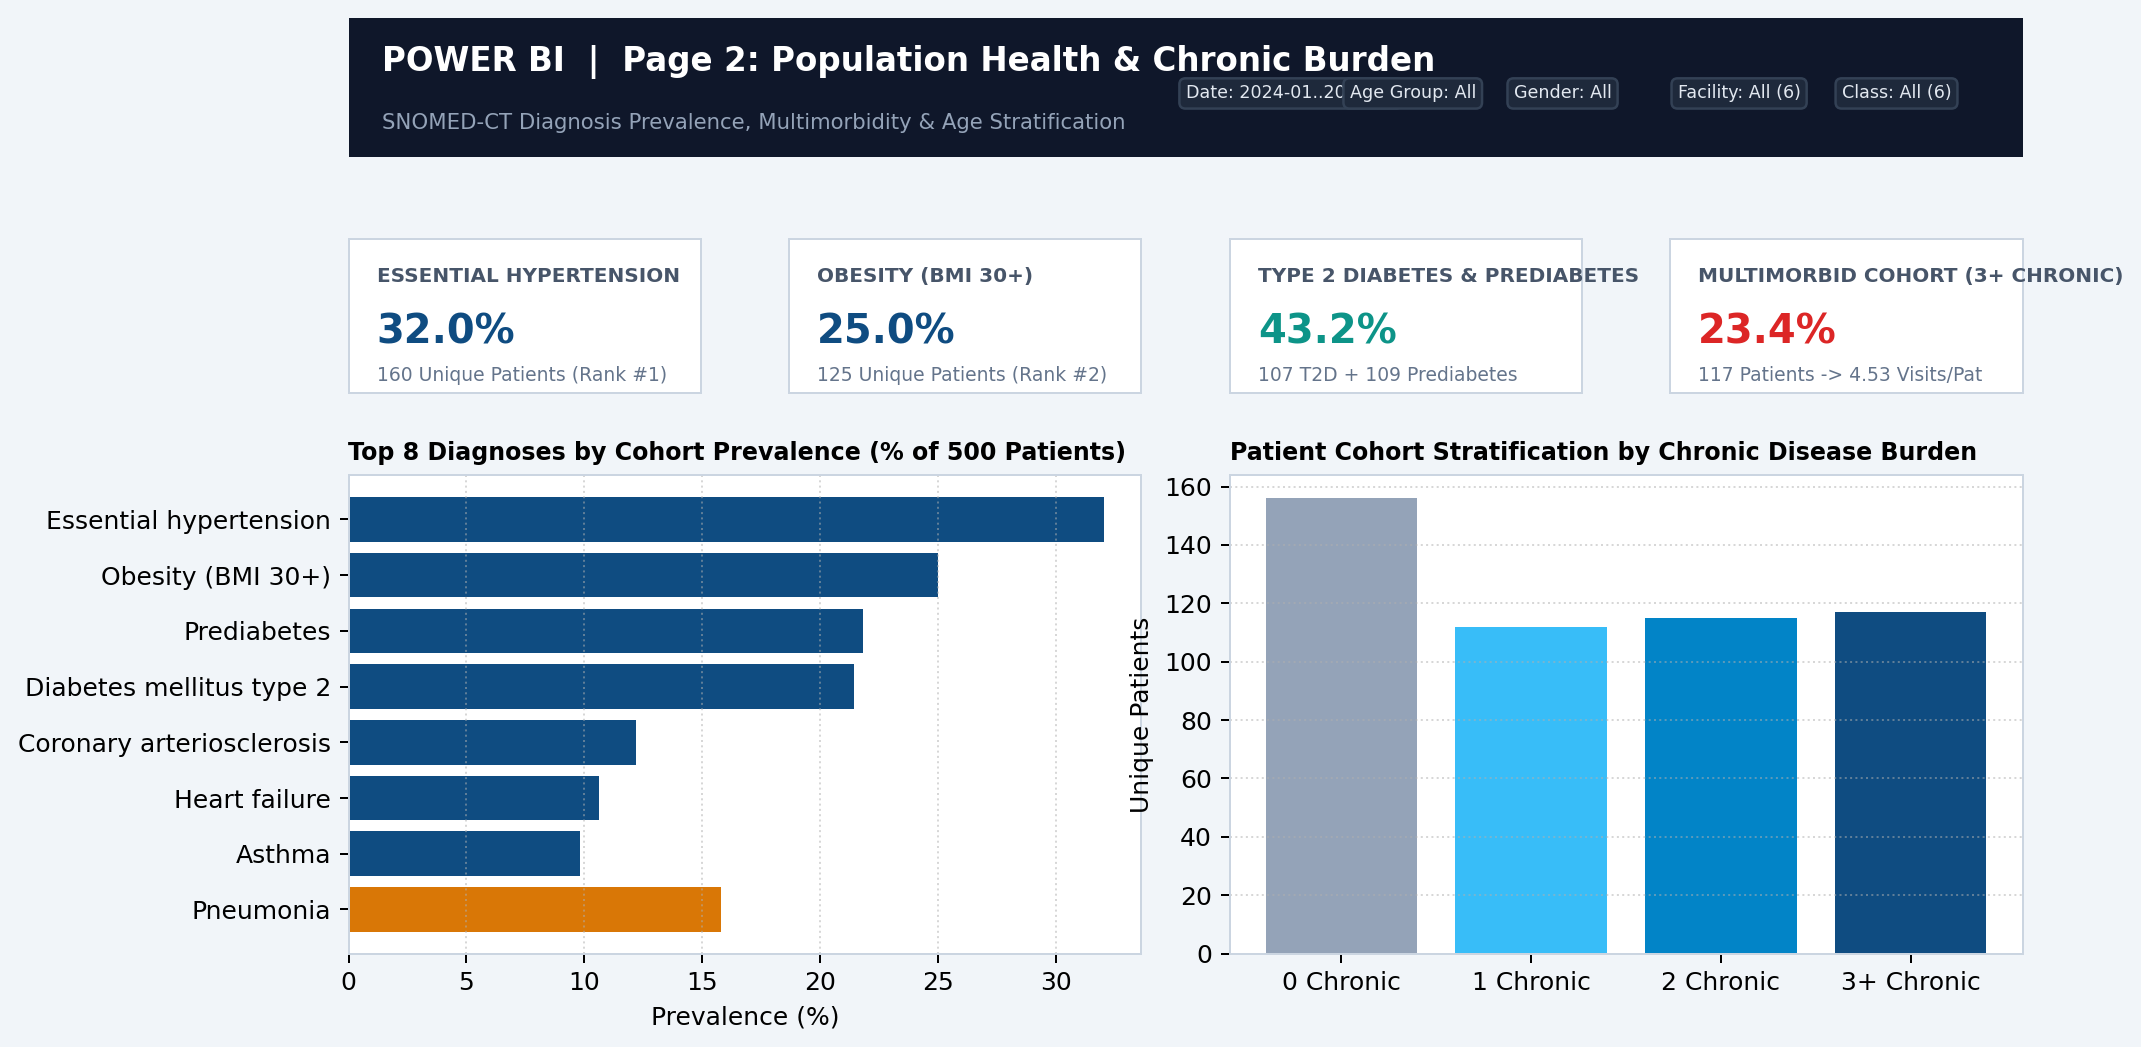 POWER BI | Page 2: Population Health & Chronic Burden
Date: 2024-01..20
Age Group: All
Gender: All
Facility: All (6)
Class: All (6)
SNOMED-CT Diagnosis Prevalence, Multimorbidity & Age Stratification
ESSENTIAL HYPERTENSION
32.0%
160 Unique Patients (Rank #1)
OBESITY (BMI 30+)
25.0%
125 Unique Patients (Rank #2)
TYPE 2 DIABETES & PREDIABETES
43.2%
107 T2D + 109 Prediabetes
MULTIMORBID COHORT (3+ CHRONIC)
23.4%
117 Patients -> 4.53 Visits/Pat
Top 8 Diagnoses by Cohort Prevalence (% of 500 Patients)
Essential hypertension
Obesity (BMI 30+)
Prediabetes
Diabetes mellitus type 2
Coronary arteriosclerosis
Heart failure
Asthma
Pneumonia
0 5 10 15 20 25 30
Prevalence (%)
Patient Cohort Stratification by Chronic Disease Burden
Unique Patients
160
140
120
100
80
60
40
20
0
0 Chronic 1 Chronic 2 Chronic 3+ Chronic